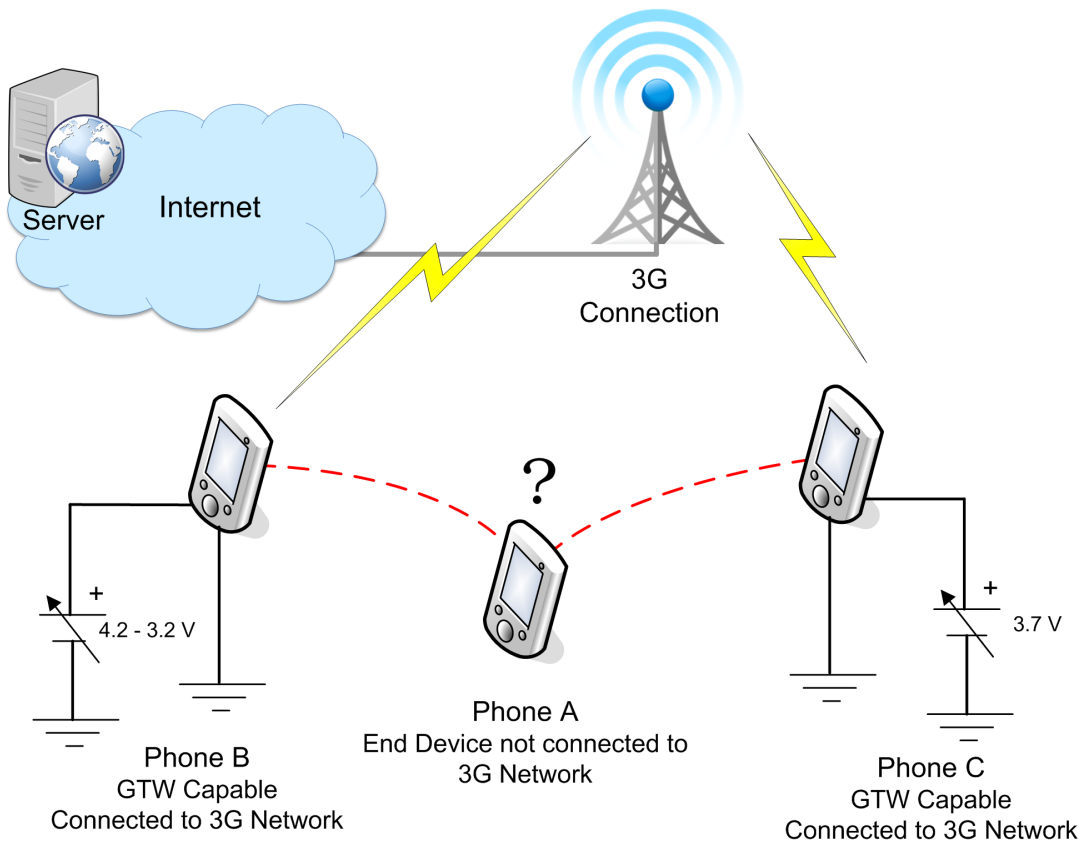 Server
Internet
3G
Connection
?
+
4.2 - 3.2 V
+
3.7 V
Phone A
End Device not connected to
3G Network
Phone B
GTW Capable
Connected to 3G Network
Phone C
GTW Capable
Connected to 3G Network